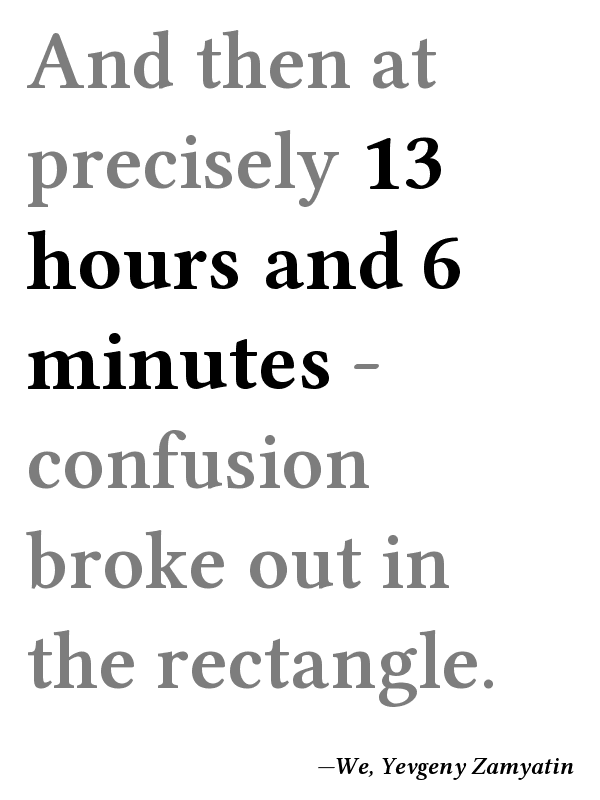 And then at
precisely 13
hours and 6
minutes –
confusion
broke out in
the rectangle.
—We, Yevgeny Zamyatin